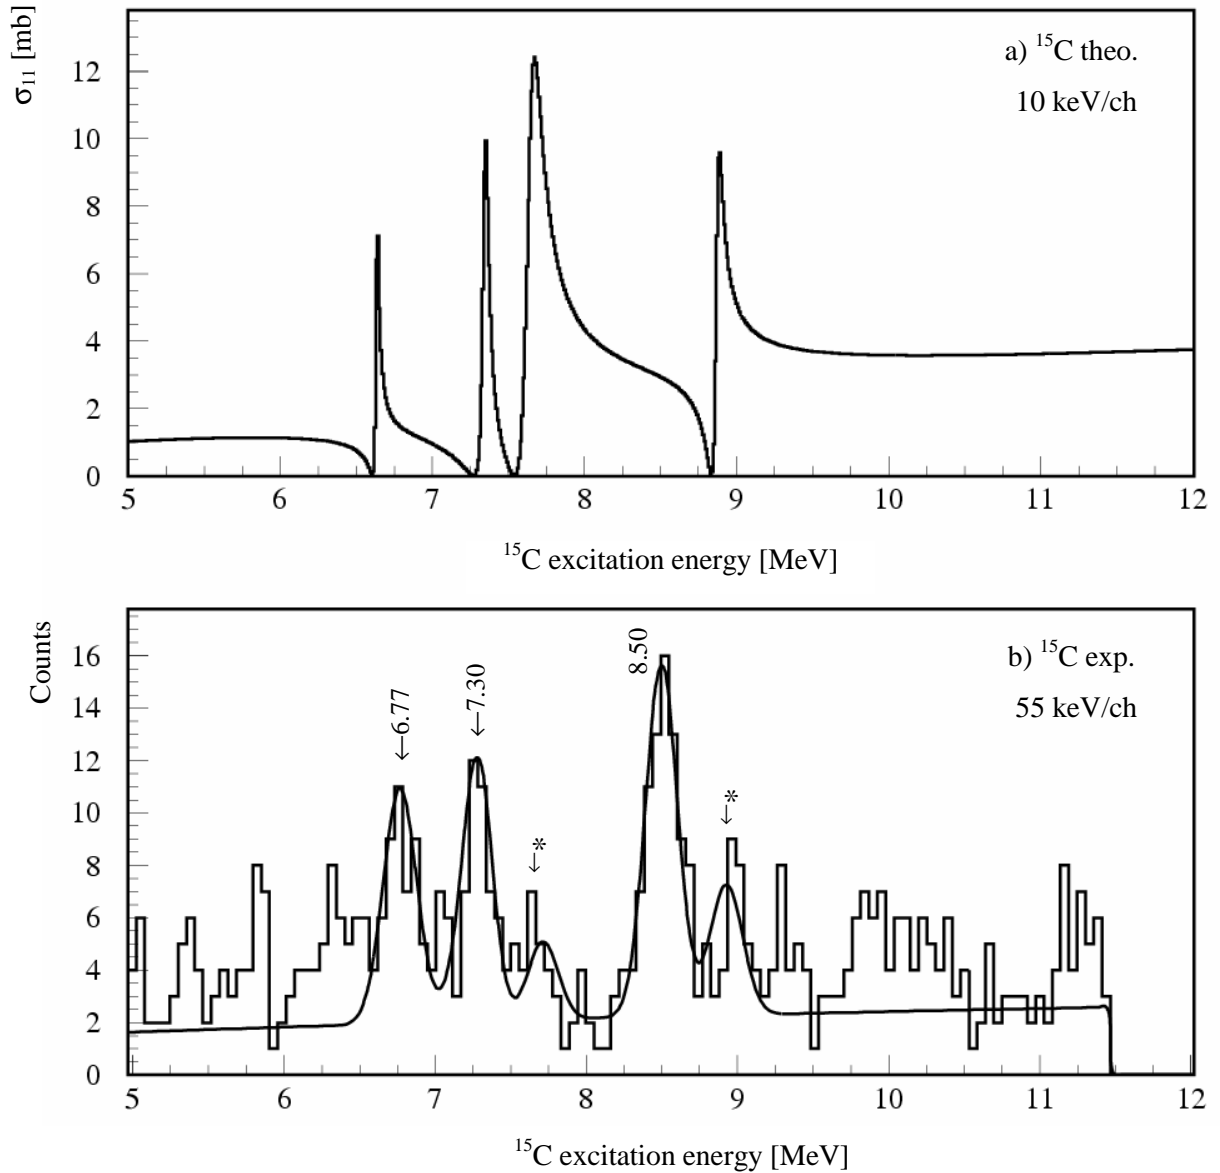 σ₁₁ [mb]
a) ¹⁵C theo.
10 keV/ch
12
10
8
6
4
2
0
5 6 7 8 9 10 11 12
¹⁵C excitation energy [MeV]
Counts
b) ¹⁵C exp.
55 keV/ch
16
14
12
10
8
6
4
2
0
←6.77
←7.30
*
8.50
*
5 6 7 8 9 10 11 12
¹⁵C excitation energy [MeV]